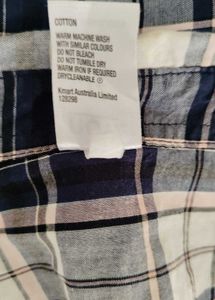 COTTON
WARM MACHINE WASH
WITH SIMILAR COLOURS
DO NOT BLEACH
DO NOT TUMBLE DRY
WARM IRON IF REQUIRED
DRYCLEANABLE Ⓟ
Kmart Australia Limited
128298